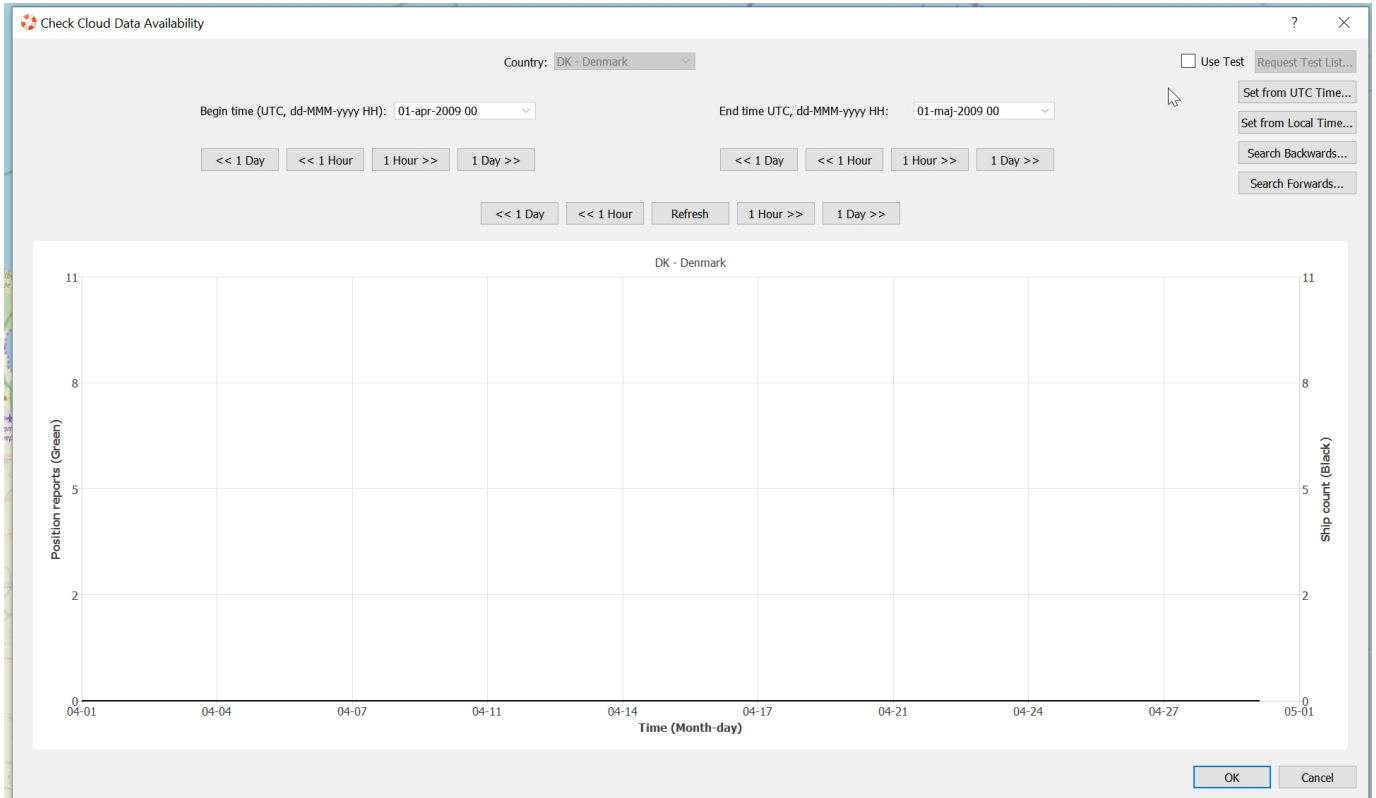 Check Cloud Data Availability
?
Country: DK - Denmark
Use Test Request Test List...
Set from UTC Time...
Begin time (UTC, dd-MMM-yyyy HH): 01-apr-2009 00
End time UTC, dd-MMM-yyyy HH: 01-maj-2009 00
Set from Local Time...
<< 1 Day << 1 Hour 1 Hour >> 1 Day >>
<< 1 Day << 1 Hour 1 Hour >> 1 Day >>
Search Backwards...
Search Forwards...
<< 1 Day << 1 Hour Refresh 1 Hour >> 1 Day >>
DK - Denmark
11
8
5
2
0
Position reports (Green)
11
8
5
2
0
Ship count (Black)
04-01 04-04 04-07 04-11 04-14 04-17 04-21 04-24 04-27 05-01
Time (Month-day)
OK Cancel